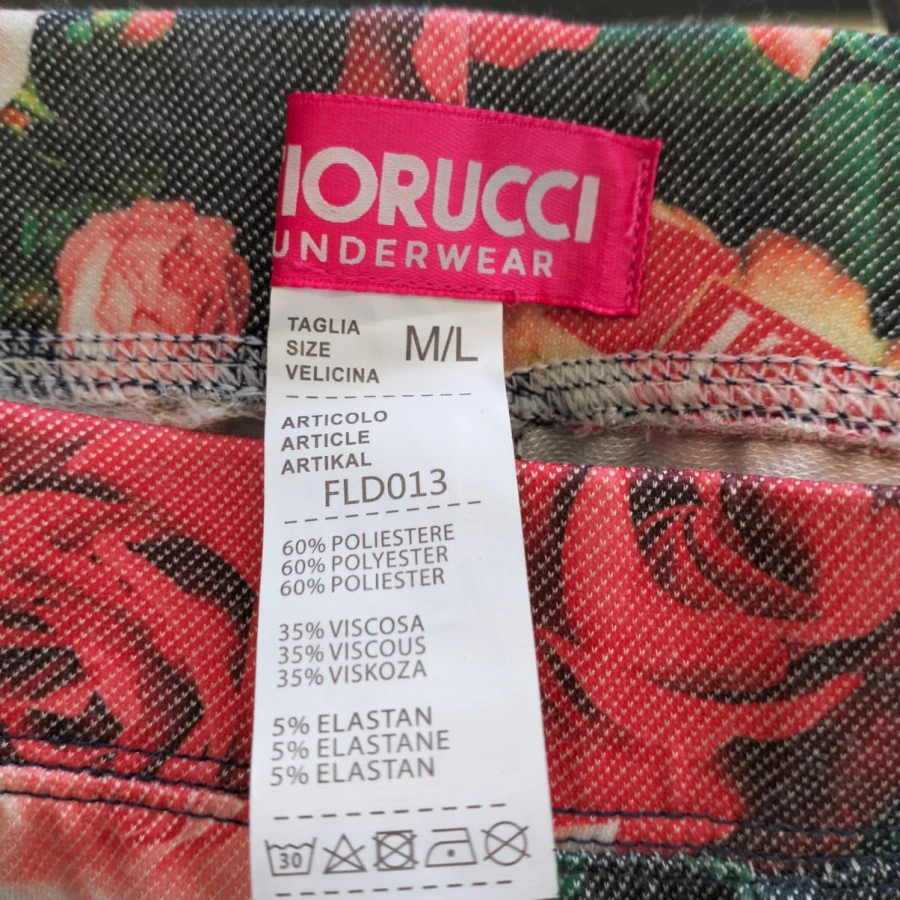 IORUCCI
UNDERWEAR
TAGLIA
SIZE
VELICINA
M/L
ARTICOLO
ARTICLE
ARTIKAL
FLD013
60% POLIESTERE
60% POLYESTER
60% POLIESTER
35% VISCOSA
35% VISCOUS
35% VISKOZA
5% ELASTAN
5% ELASTANE
5% ELASTAN
30